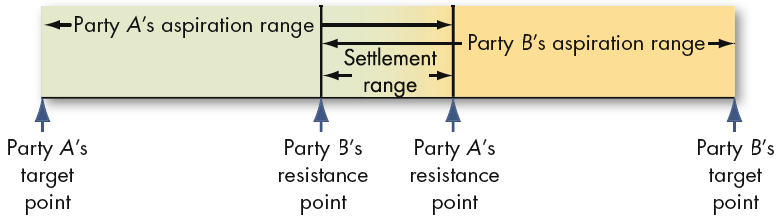 Party A's aspiration range
Party B's aspiration range
Settlement
range
Party A's
target
point
Party B's
resistance
point
Party A's
resistance
point
Party B's
target
point